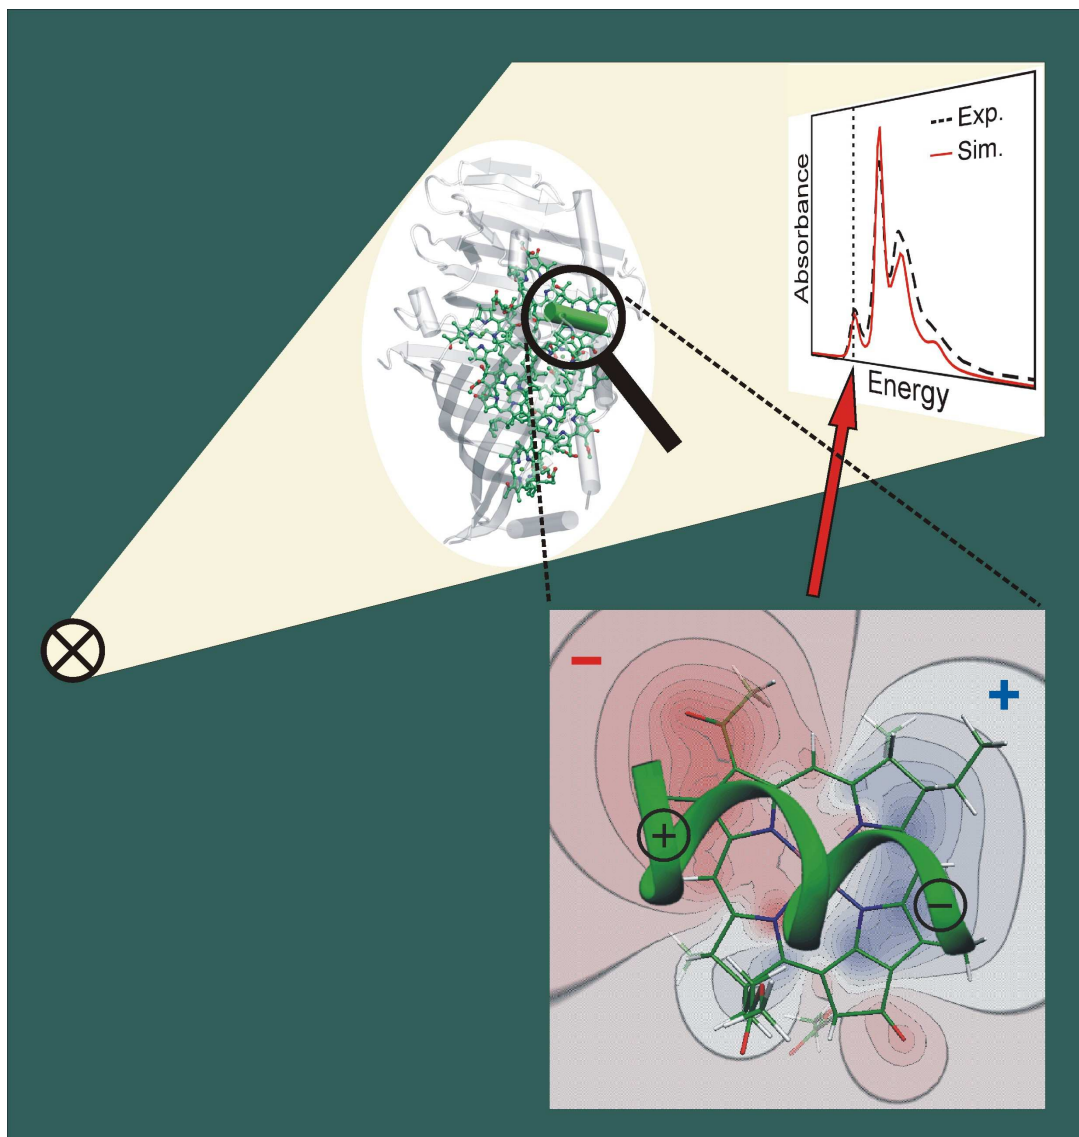 Exp.
Sim.
Absorbance
Energy
−
+
+
−